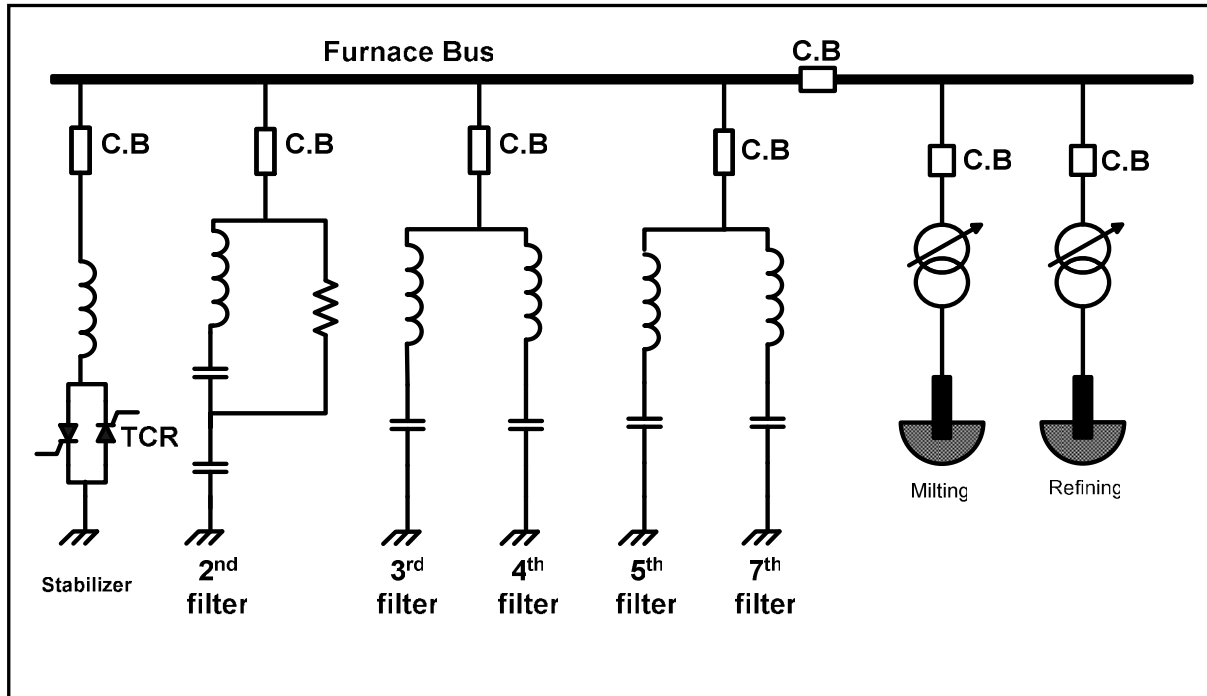 Furnace Bus
C.B
C.B
C.B
C.B
C.B
C.B
C.B
TCR
Milting
Refining
Stabilizer
2nd
filter
3rd
filter
4th
filter
5th
filter
7th
filter